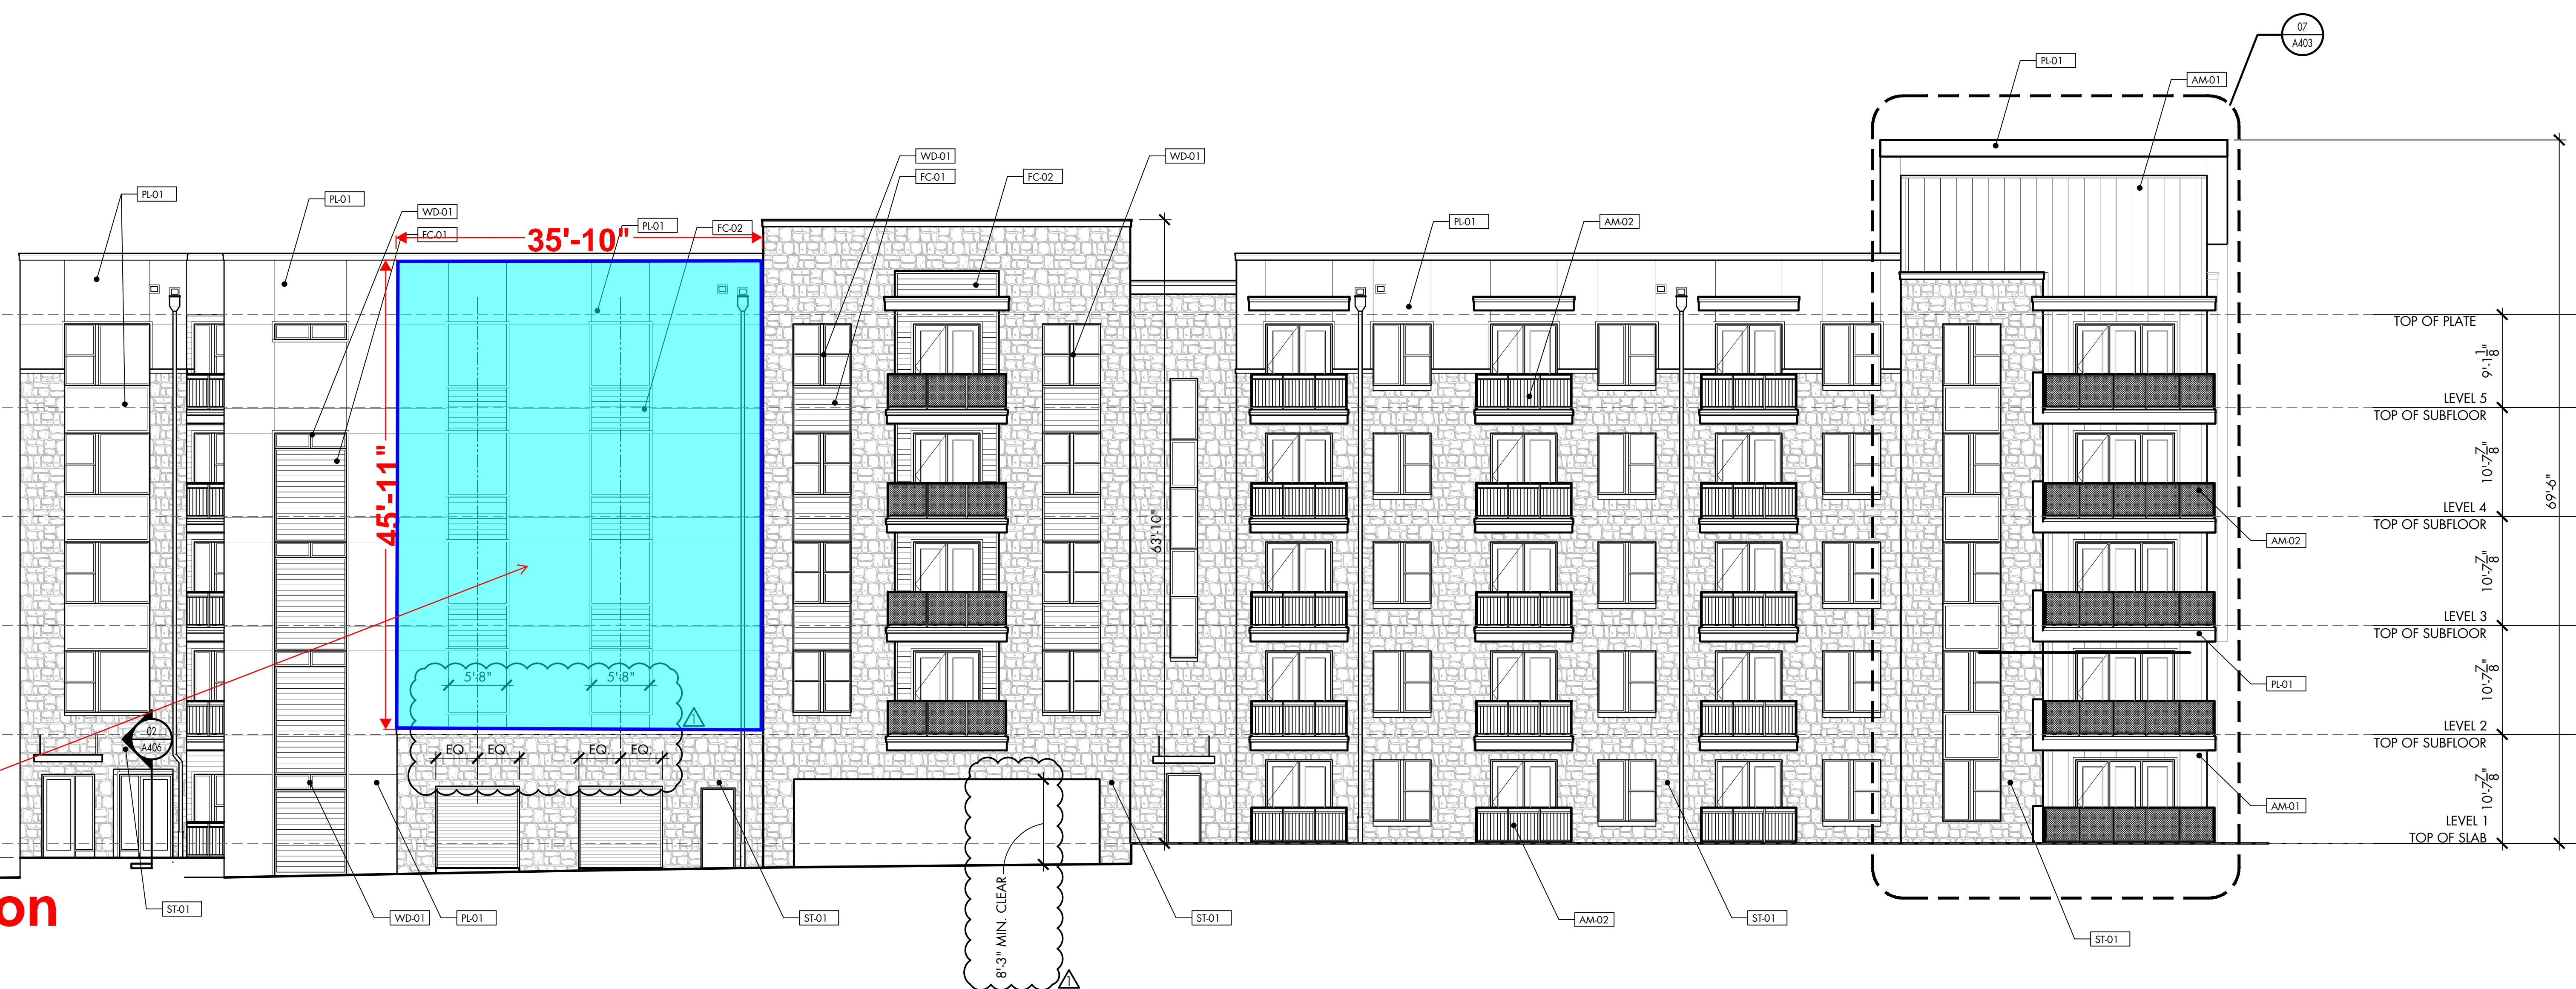 07
A403
PL-01
AM-01
WD-01
WD-01
FC-01
FC-02
PL-01
PL-01
WD-01
FC-01
PL-01
FC-02
PL-01
AM-02
35'-10"
45'-11"
63'-10"
69'-6"
TOP OF PLATE
9'-1 1/8"
LEVEL 5
TOP OF SUBFLOOR
10'-7 7/8"
LEVEL 4
TOP OF SUBFLOOR
AM-02
10'-7 7/8"
LEVEL 3
TOP OF SUBFLOOR
PL-01
10'-7 7/8"
LEVEL 2
TOP OF SUBFLOOR
AM-01
10'-7 7/8"
LEVEL 1
TOP OF SLAB
5'-8"
5'-8"
1
02
A406
EQ.
EQ.
EQ.
EQ.
8'-3" MIN. CLEAR
1
on
ST-01
WD-01
PL-01
ST-01
ST-01
AM-02
ST-01
ST-01